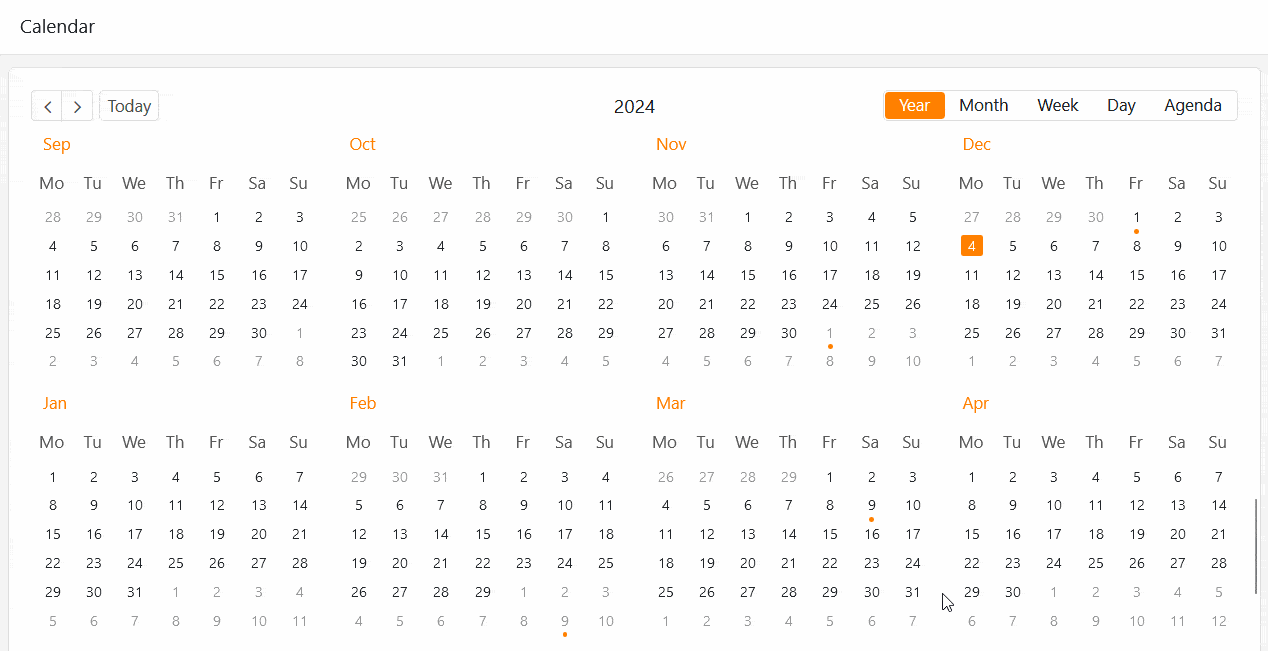 Calendar
Today 2024 Year Month Week Day Agenda
Sep Oct Nov Dec
Mo Tu We Th Fr Sa Su Mo Tu We Th Fr Sa Su Mo Tu We Th Fr Sa Su Mo Tu We Th Fr Sa Su
28 29 30 31 1 2 3 25 26 27 28 29 30 1 30 31 1 2 3 4 5 27 28 29 30 1 2 3
4 5 6 7 8 9 10 2 3 4 5 6 7 8 6 7 8 9 10 11 12 4 5 6 7 8 9 10
11 12 13 14 15 16 17 9 10 11 12 13 14 15 13 14 15 16 17 18 19 11 12 13 14 15 16 17
18 19 20 21 22 23 24 16 17 18 19 20 21 22 20 21 22 23 24 25 26 18 19 20 21 22 23 24
25 26 27 28 29 30 1 23 24 25 26 27 28 29 27 28 29 30 1 2 3 25 26 27 28 29 30 31
2 3 4 5 6 7 8 30 31 1 2 3 4 5 4 5 6 7 8 9 10 1 2 3 4 5 6 7
Jan Feb Mar Apr
Mo Tu We Th Fr Sa Su Mo Tu We Th Fr Sa Su Mo Tu We Th Fr Sa Su Mo Tu We Th Fr Sa Su
1 2 3 4 5 6 7 29 30 31 1 2 3 4 26 27 28 29 1 2 3 1 2 3 4 5 6 7
8 9 10 11 12 13 14 5 6 7 8 9 10 11 4 5 6 7 8 9 10 8 9 10 11 12 13 14
15 16 17 18 19 20 21 12 13 14 15 16 17 18 11 12 13 14 15 16 17 15 16 17 18 19 20 21
22 23 24 25 26 27 28 19 20 21 22 23 24 25 18 19 20 21 22 23 24 22 23 24 25 26 27 28
29 30 31 1 2 3 4 26 27 28 29 1 2 3 25 26 27 28 29 30 31 29 30 1 2 3 4 5
5 6 7 8 9 10 11 4 5 6 7 8 9 10 1 2 3 4 5 6 7 6 7 8 9 10 11 12